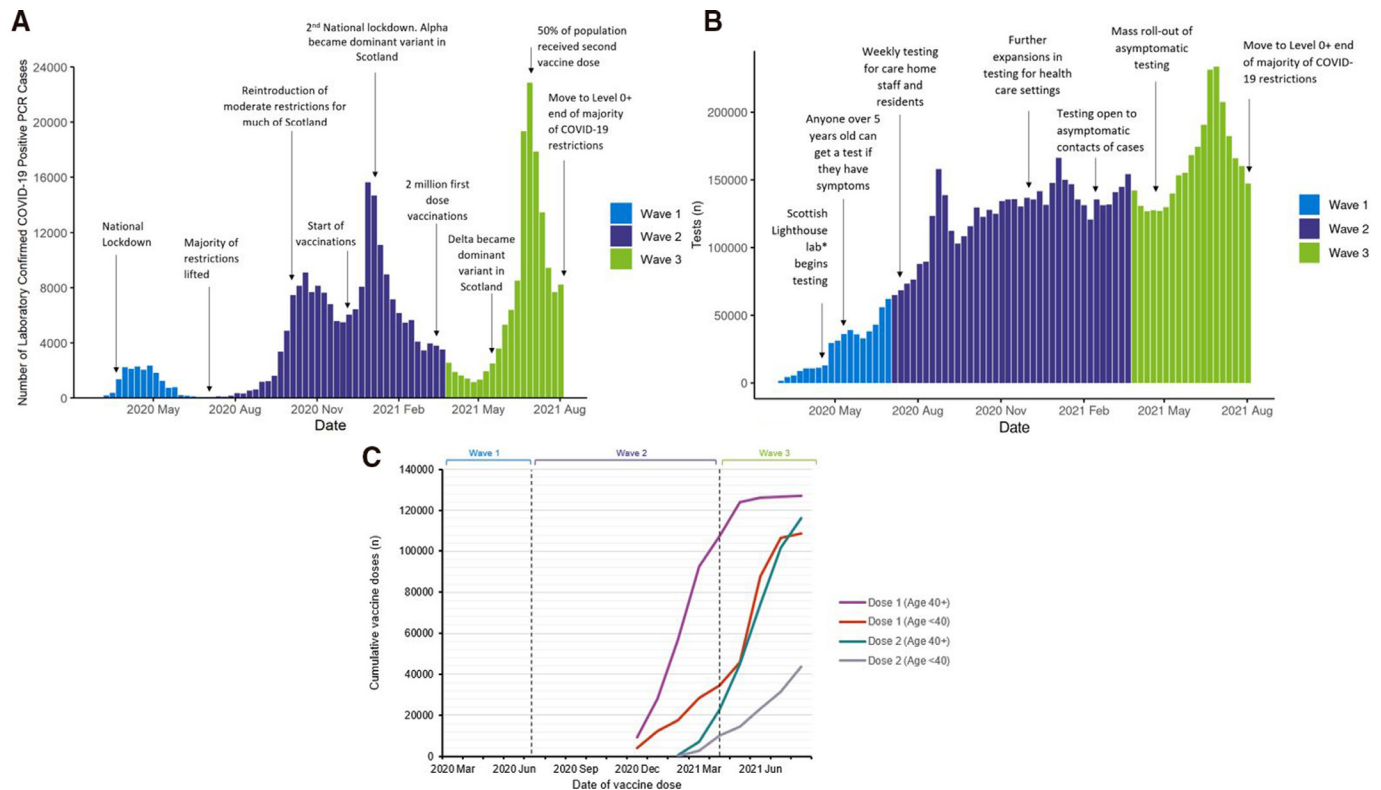 A
Number of Laboratory Confirmed COVID-19 Positive PCR Cases
24000
20000
16000
12000
8000
4000
0
National
Lockdown
Majority of
restrictions
lifted
Reintroduction of
moderate restrictions for
much of Scotland
Start of
vaccinations
2nd National lockdown. Alpha
became dominant variant in
Scotland
2 million first
dose
vaccinations
Delta became
dominant
variant in
Scotland
50% of population
received second
vaccine dose
Move to Level 0+
end of majority
of COVID-19
restrictions
Wave 1
Wave 2
Wave 3
2020 May
2020 Aug
2020 Nov
2021 Feb
2021 May
2021 Aug
Date
B
Tests (n)
200000
150000
100000
50000
0
Scottish
Lighthouse
lab*
begins
testing
Anyone over 5
years old can
get a test if
they have
symptoms
Weekly testing
for care home
staff and
residents
Further
expansions in
testing for health
care settings
Testing open to
asymptomatic
contacts of cases
Mass roll-out of
asymptomatic
testing
Move to Level 0+ end
of majority of COVID-
19 restrictions
Wave 1
Wave 2
Wave 3
2020 May
2020 Aug
2020 Nov
2021 Feb
2021 May
2021 Aug
Date
C
Wave 1
Wave 2
Wave 3
Cumulative vaccine doses (n)
140000
120000
100000
80000
60000
40000
20000
0
2020 Mar
2020 Jun
2020 Sep
2020 Dec
2021 Mar
2021 Jun
Date of vaccine dose
Dose 1 (Age 40+)
Dose 1 (Age <40)
Dose 2 (Age 40+)
Dose 2 (Age <40)